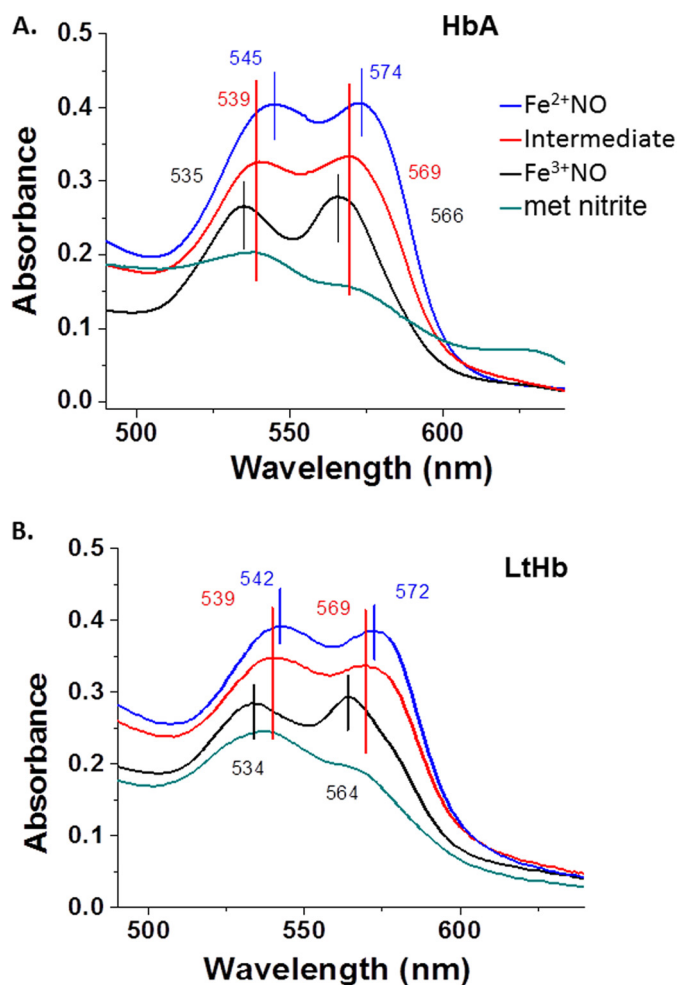 A.
HbA
0.5
0.4
0.3
0.2
0.1
0.0
Absorbance
545
574
539
535
569
566
Fe²⁺NO
Intermediate
Fe³⁺NO
met nitrite
500
550
600
Wavelength (nm)
B.
LtHb
0.5
0.4
0.3
0.2
0.1
0.0
Absorbance
539
542
569
572
534
564
500
550
600
Wavelength (nm)